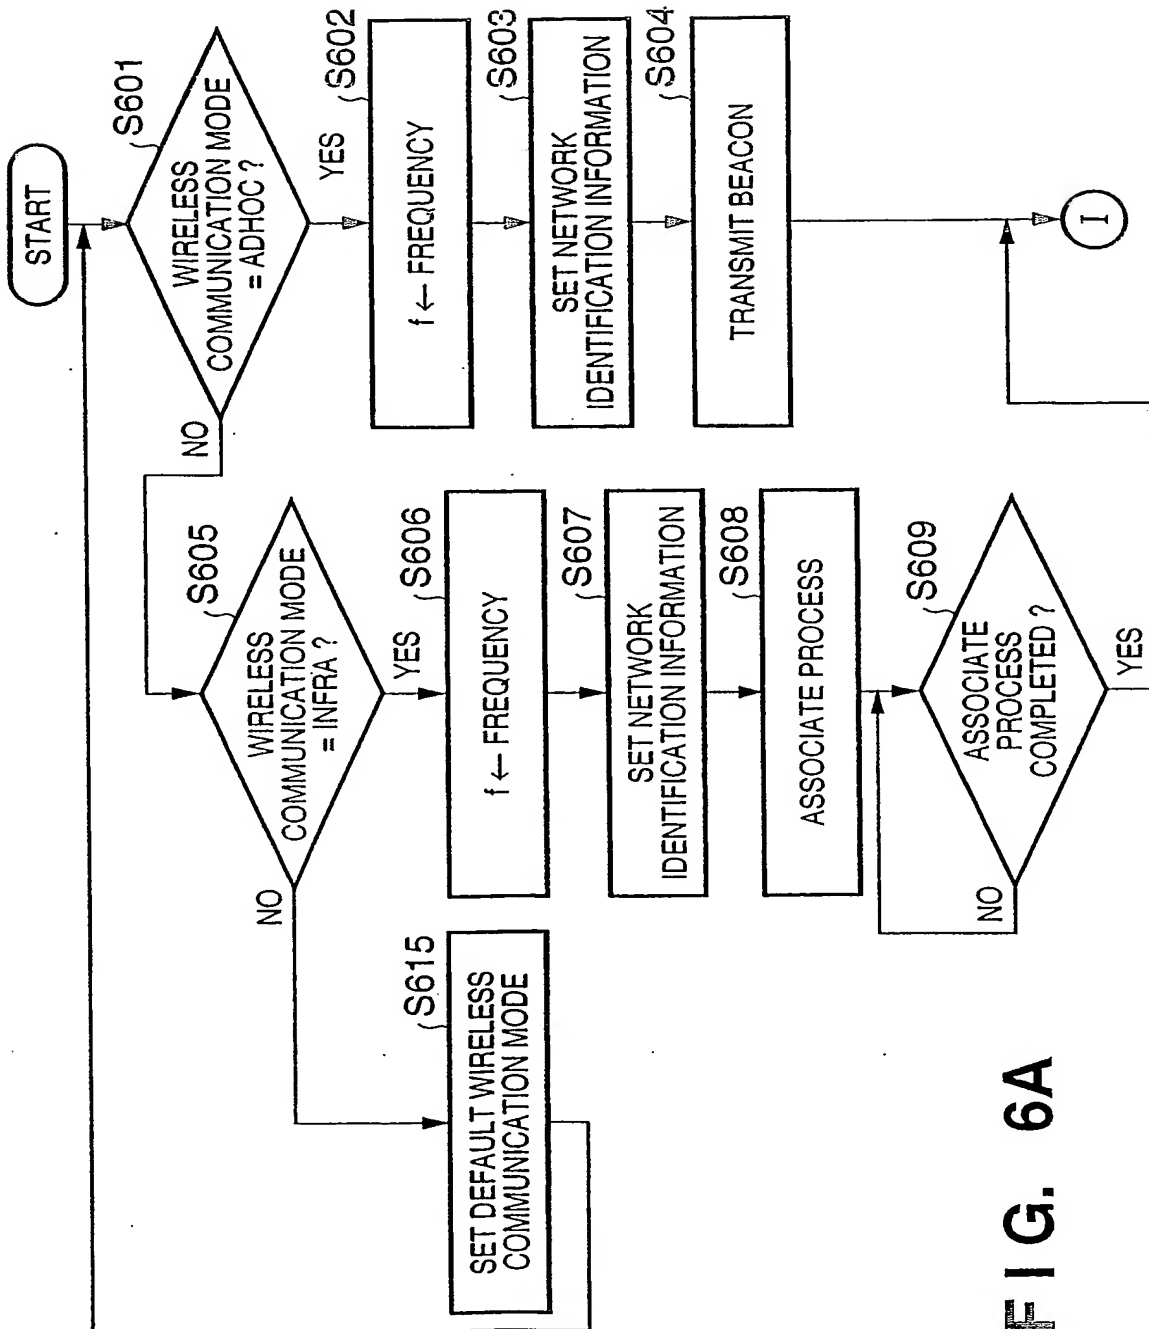 START
S601
WIRELESS
COMMUNICATION MODE
= ADHOC ?
NO
YES
S602
f ← FREQUENCY
S603
SET NETWORK
IDENTIFICATION INFORMATION
S604
TRANSMIT BEACON
I
S605
WIRELESS
COMMUNICATION MODE
= INFRA ?
NO
YES
S606
f ← FREQUENCY
S607
SET NETWORK
IDENTIFICATION INFORMATION
S608
ASSOCIATE PROCESS
S609
ASSOCIATE
PROCESS
COMPLETED ?
NO
YES
S615
SET DEFAULT WIRELESS
COMMUNICATION MODE
FIG. 6A